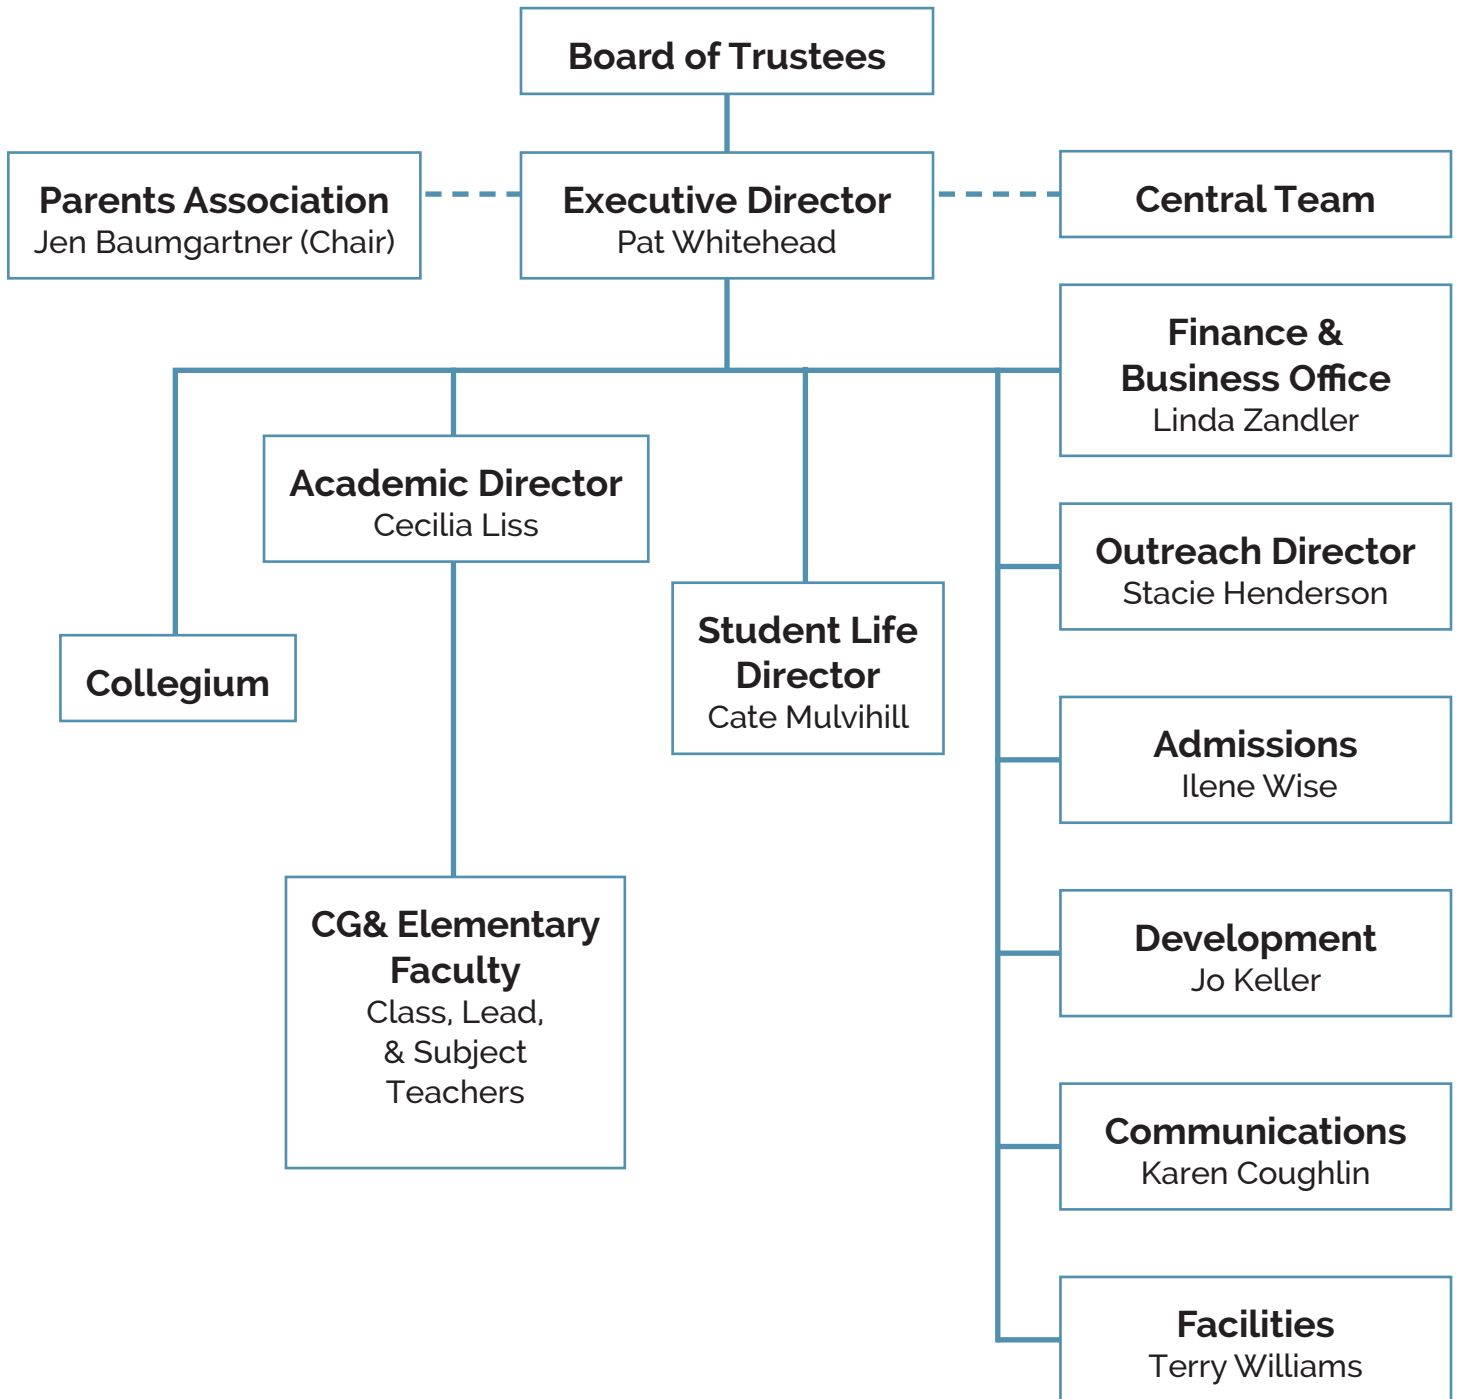 Board of Trustees
Parents Association
Jen Baumgartner (Chair)
Executive Director
Pat Whitehead
Central Team
Finance &
Business Office
Linda Zandler
Academic Director
Cecilia Liss
Outreach Director
Stacie Henderson
Student Life
Director
Cate Mulvihill
Collegium
Admissions
Ilene Wise
CG& Elementary
Faculty
Class, Lead,
& Subject
Teachers
Development
Jo Keller
Communications
Karen Coughlin
Facilities
Terry Williams